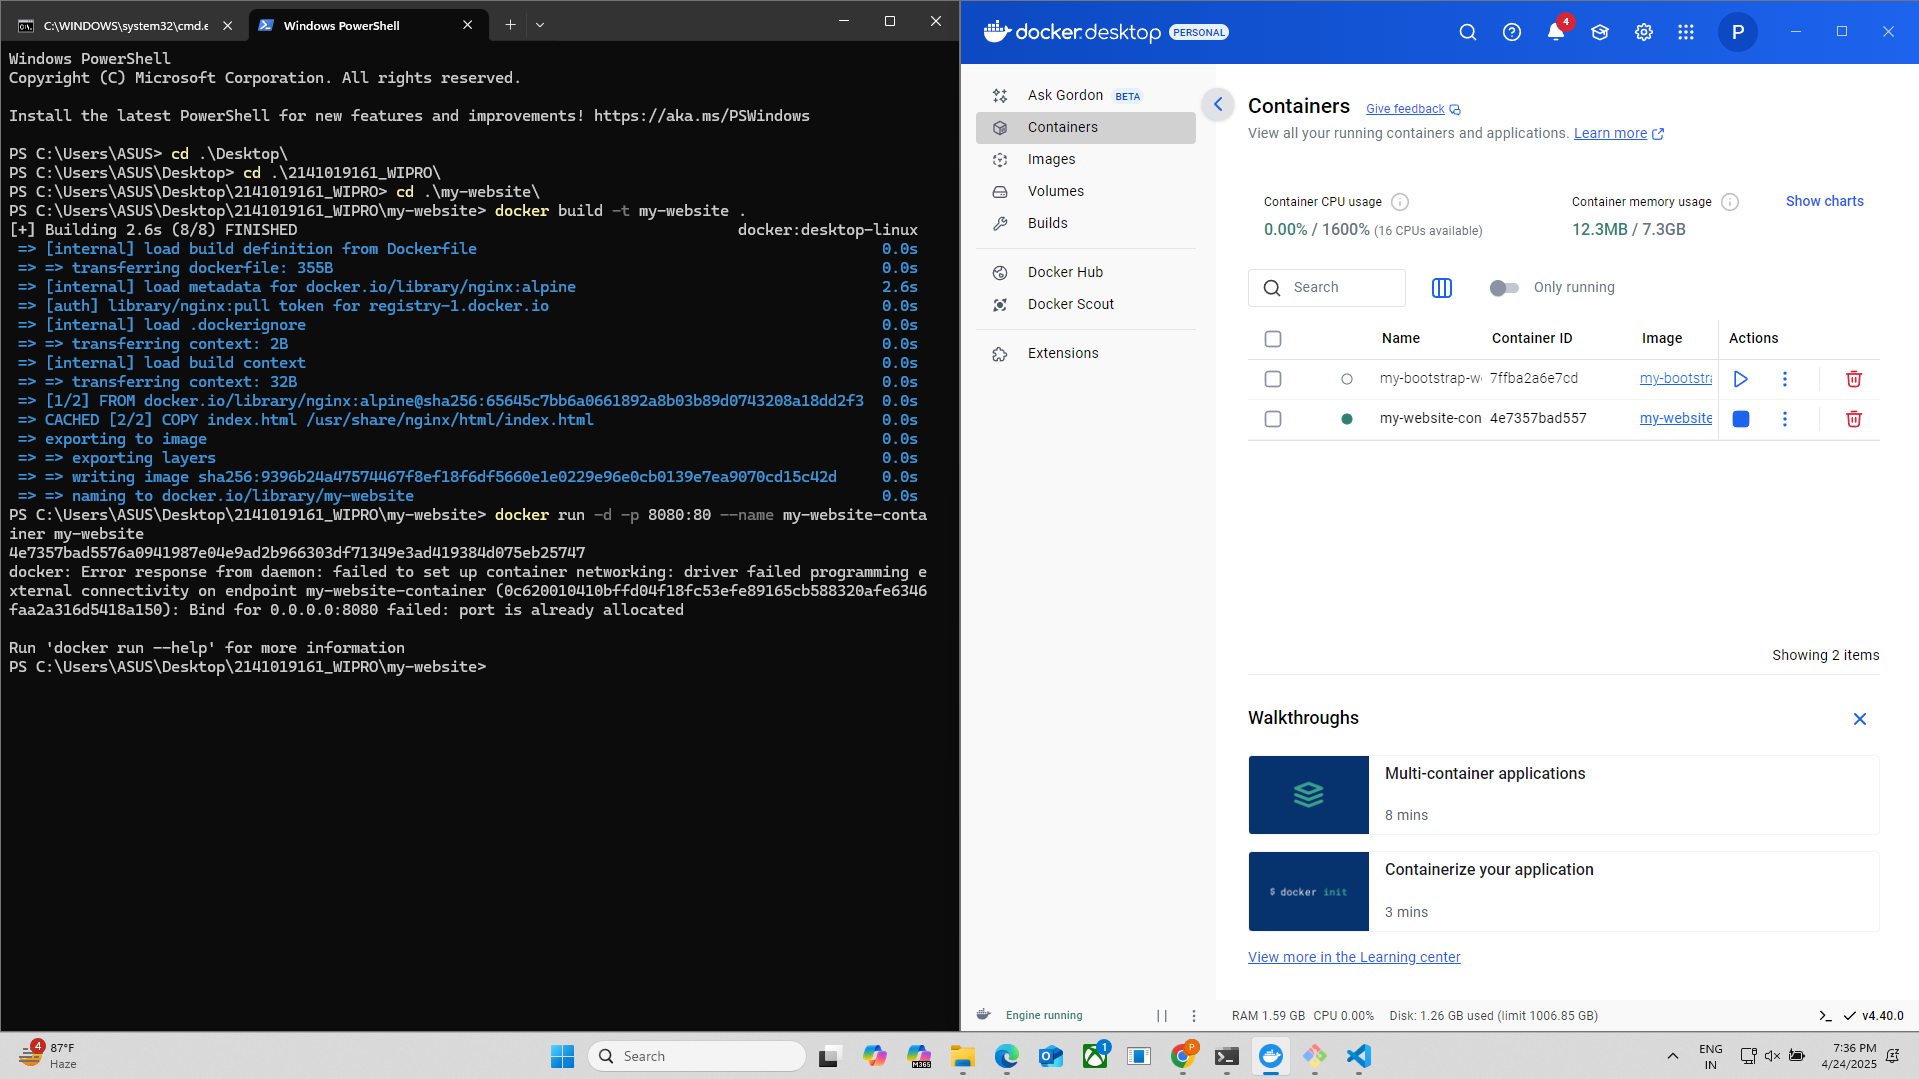 C:\WINDOWS\system32\cmd.e
Windows PowerShell
Windows PowerShell
Copyright (C) Microsoft Corporation. All rights reserved.
Install the latest PowerShell for new features and improvements! https://aka.ms/PSWindows
PS C:\Users\ASUS> cd .\Desktop\
PS C:\Users\ASUS\Desktop> cd .\2141019161_WIPRO\
PS C:\Users\ASUS\Desktop\2141019161_WIPRO> cd .\my-website\
PS C:\Users\ASUS\Desktop\2141019161_WIPRO\my-website> docker build -t my-website .
[+] Building 2.6s (8/8) FINISHED docker:desktop-linux
=> [internal] load build definition from Dockerfile 0.0s
=> => transferring dockerfile: 355B 0.0s
=> [internal] load metadata for docker.io/library/nginx:alpine 2.6s
=> [auth] library/nginx:pull token for registry-1.docker.io 0.0s
=> [internal] load .dockerignore 0.0s
=> => transferring context: 2B 0.0s
=> [internal] load build context 0.0s
=> => transferring context: 32B 0.0s
=> [1/2] FROM docker.io/library/nginx:alpine@sha256:65645c7bb6a0661892a8b03b89d0743208a18dd2f3 0.0s
=> CACHED [2/2] COPY index.html /usr/share/nginx/html/index.html 0.0s
=> exporting to image 0.0s
=> => exporting layers 0.0s
=> => writing image sha256:9396b24a47574467f8ef18f6df5660e1e0229e96e0cb0139e7ea9070cd15c42d 0.0s
=> => naming to docker.io/library/my-website 0.0s
PS C:\Users\ASUS\Desktop\2141019161_WIPRO\my-website> docker run -d -p 8080:80 --name my-website-conta
iner my-website
4e7357bad5576a0941987e04e9ad2b966303df71349e3ad419384d075eb25747
docker: Error response from daemon: failed to set up container networking: driver failed programming e
xternal connectivity on endpoint my-website-container (0c620010410bffd04f18fc53efe89165cb588320afe6346
faa2a316d5418a150): Bind for 0.0.0.0:8080 failed: port is already allocated
Run 'docker run --help' for more information
PS C:\Users\ASUS\Desktop\2141019161_WIPRO\my-website>
docker.desktop PERSONAL
4
P
Ask Gordon BETA
Containers
Images
Volumes
Builds
Docker Hub
Docker Scout
Extensions
Containers Give feedback
View all your running containers and applications. Learn more
Container CPU usage
0.00% / 1600% (16 CPUs available)
Container memory usage
12.3MB / 7.3GB
Show charts
Search
Only running
Name Container ID Image Actions
my-bootstrap-w 7ffba2a6e7cd my-bootstra
my-website-con 4e7357bad557 my-website
Showing 2 items
Walkthroughs
Multi-container applications
8 mins
$ docker init
Containerize your application
3 mins
View more in the Learning center
Engine running
RAM 1.59 GB CPU 0.00% Disk: 1.26 GB used (limit 1006.85 GB)
v4.40.0
4
87°F
Haze
Search
M365
1
P
ENG
IN
7:36 PM
4/24/2025